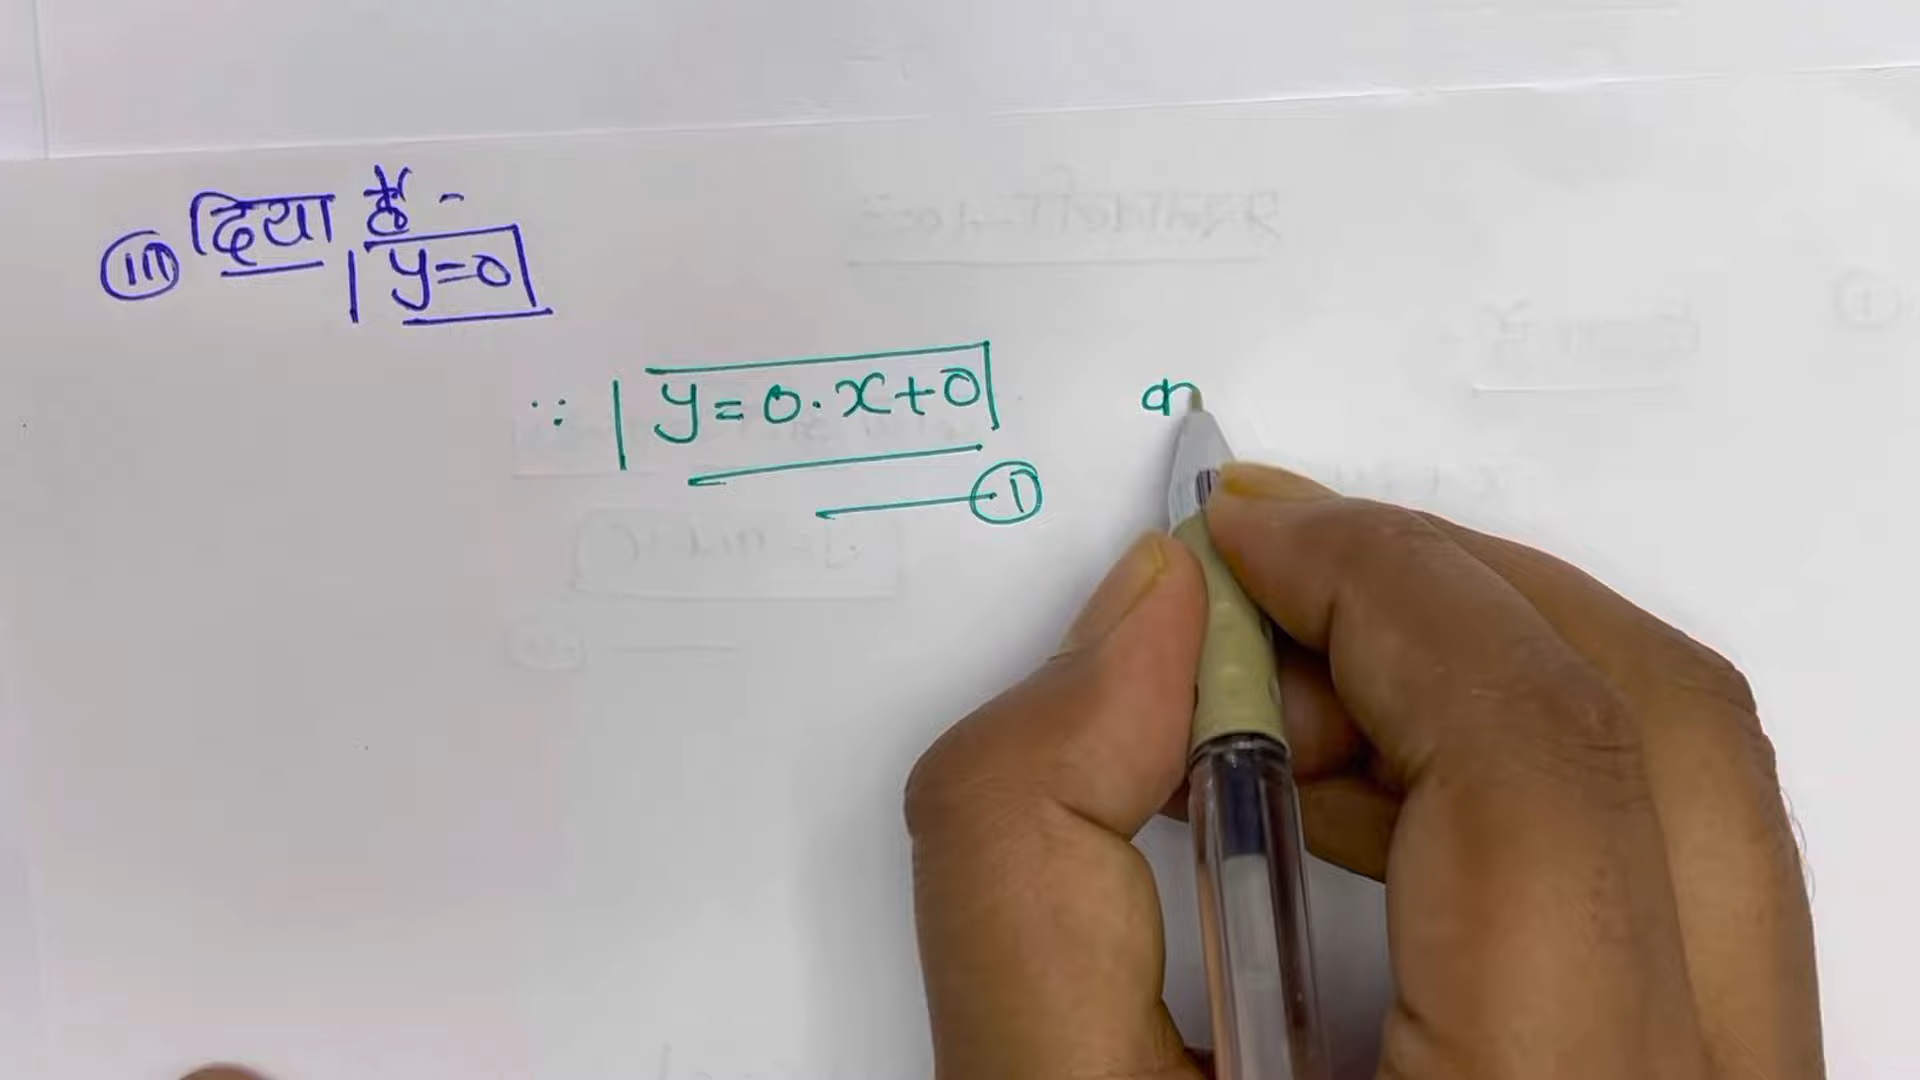 (iii) दिया है -
y=0
∵ y=0.x+0
—(1)